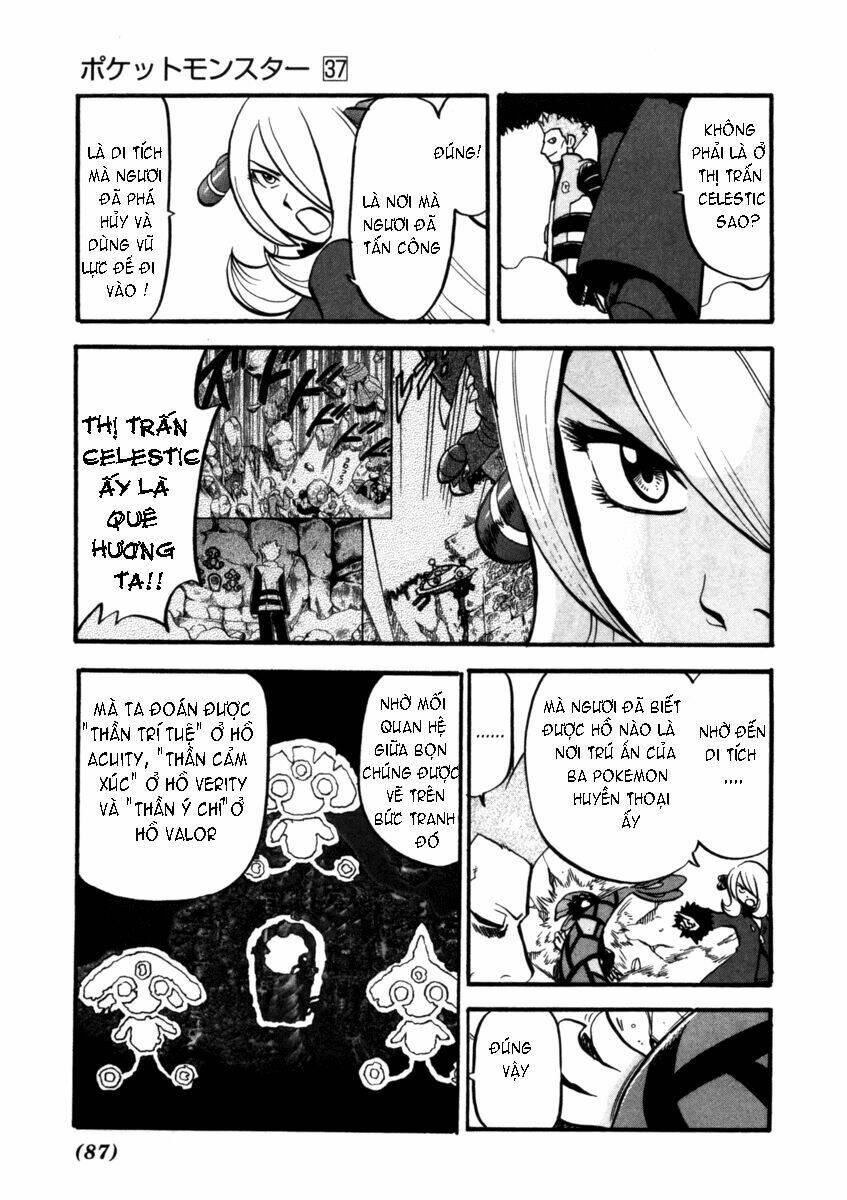 ポケットモンスター 37
KHÔNG
PHẢI LÀ Ở
THỊ TRẤN
CELESTIC
SAO?
ĐÚNG!
LÀ NƠI MÀ
NGƯƠI ĐÃ
TẤN CÔNG
LÀ DI TÍCH
MÀ NGƯƠI
ĐÃ PHÁ
HỦY VÀ
DÙNG VŨ
LỰC ĐỂ ĐI
VÀO !
THỊ TRẤN
CELESTIC
ẤY LÀ
QUÊ
HƯƠNG
TA!!
NHỜ ĐẾN
DI TÍCH
....
MÀ NGƯƠI ĐÃ BIẾT
ĐƯỢC HỒ NÀO LÀ
NƠI TRÚ ẨN CỦA
BA POKEMON
HUYỀN THOẠI
ẤY
......
ĐÚNG
VẬY
NHỜ MỐI
QUAN HỆ
GIỮA BỌN
CHÚNG ĐƯỢC
VẼ TRÊN
BỨC TRANH
ĐÓ
MÀ TA ĐOÁN ĐƯỢC
"THẦN TRÍ TUỆ" Ở HỒ
ACUITY, "THẦN CẢM
XÚC" Ở HỒ VERITY
VÀ "THẦN Ý CHÍ"Ở
HỒ VALOR
(87)